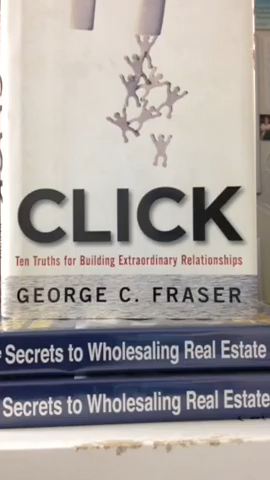 CLICK
Ten Truths for Building Extraordinary Relationships
GEORGE C. FRASER
Secrets to Wholesaling Real Estate
Secrets to Wholesaling Real Estate